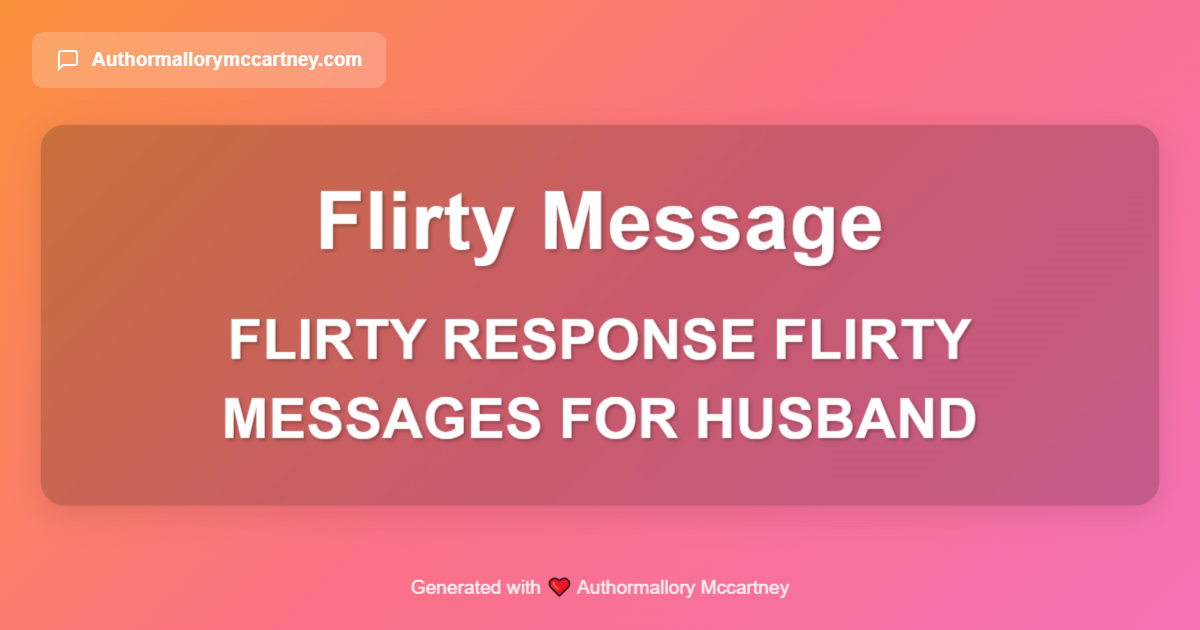 Authormallorymccartney.com
Flirty Message
FLIRTY RESPONSE FLIRTY
MESSAGES FOR HUSBAND
Generated with ❤️ Authormallory Mccartney